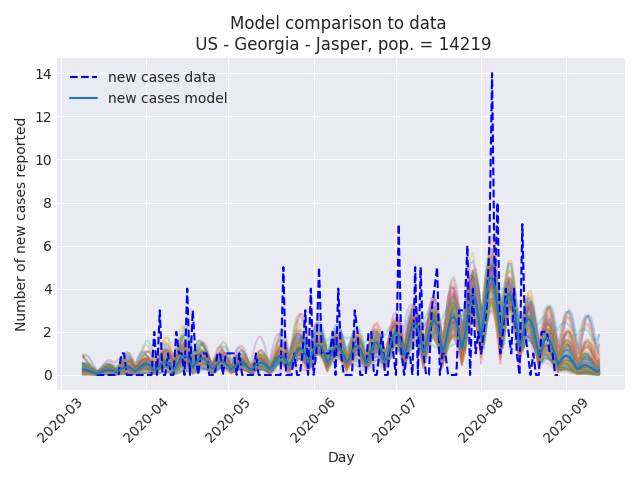 Model comparison to data
US - Georgia - Jasper, pop. = 14219
new cases data
new cases model
Number of new cases reported
14
12
10
8
6
4
2
0
2020-03
2020-04
2020-05
2020-06
2020-07
2020-08
2020-09
Day